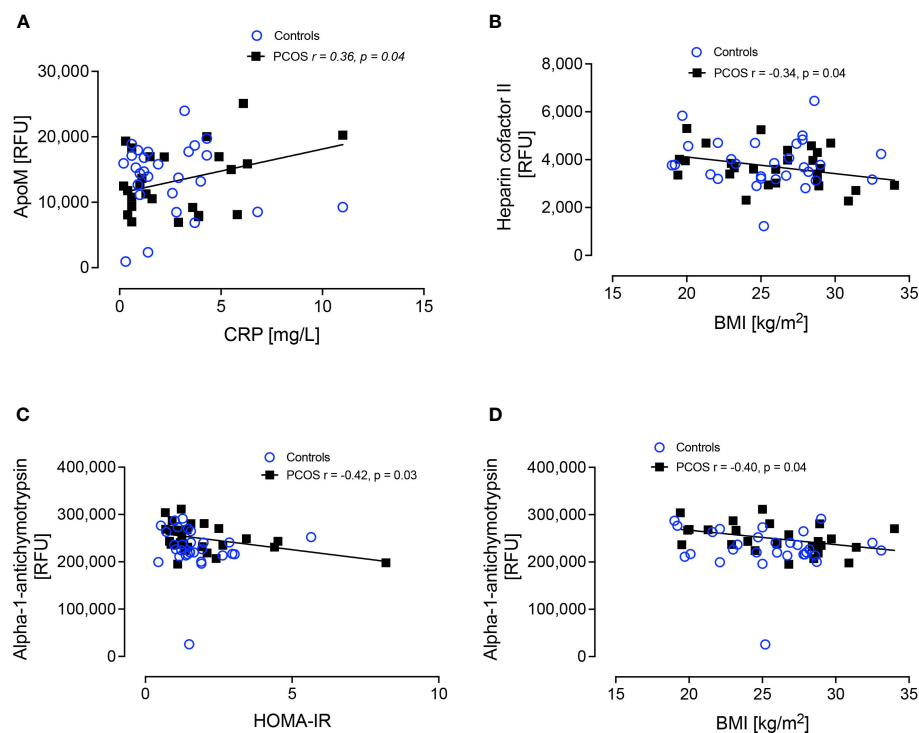 A
Controls
PCOS r = 0.36, p = 0.04
30,000
20,000
10,000
0
ApoM [RFU]
0
5
10
15
CRP [mg/L]
B
Controls
PCOS r = -0.34, p = 0.04
8,000
6,000
4,000
2,000
0
Heparin cofactor II
[RFU]
15
20
25
30
35
BMI [kg/m²]
C
Controls
PCOS r = -0.42, p = 0.03
400,000
300,000
200,000
100,000
0
Alpha-1-antichymotrypsin
[RFU]
0
5
10
HOMA-IR
D
Controls
PCOS r = -0.40, p = 0.04
400,000
300,000
200,000
100,000
0
Alpha-1-antichymotrypsin
[RFU]
15
20
25
30
35
BMI [kg/m²]